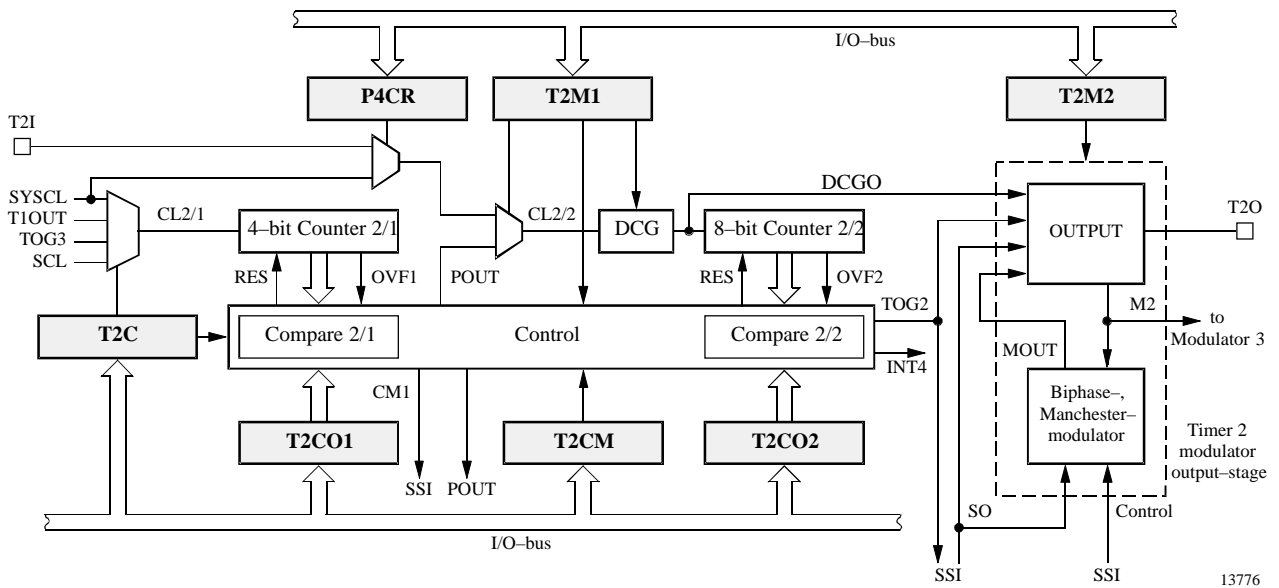 I/O–bus
P4CR
T2M1
T2M2
T2I
SYSCL
T1OUT
TOG3
SCL
CL2/1
4–bit Counter 2/1
CL2/2
DCG
DCGO
8–bit Counter 2/2
OUTPUT
T2O
RES
OVF1
POUT
RES
OVF2
TOG2
M2
to
Modulator 3
T2C
Compare 2/1
Control
Compare 2/2
INT4
MOUT
CM1
Biphase–,
Manchester–
modulator
T2CO1
T2CM
T2CO2
Timer 2
modulator
output–stage
SSI
POUT
SO
Control
I/O–bus
SSI
SSI
13776